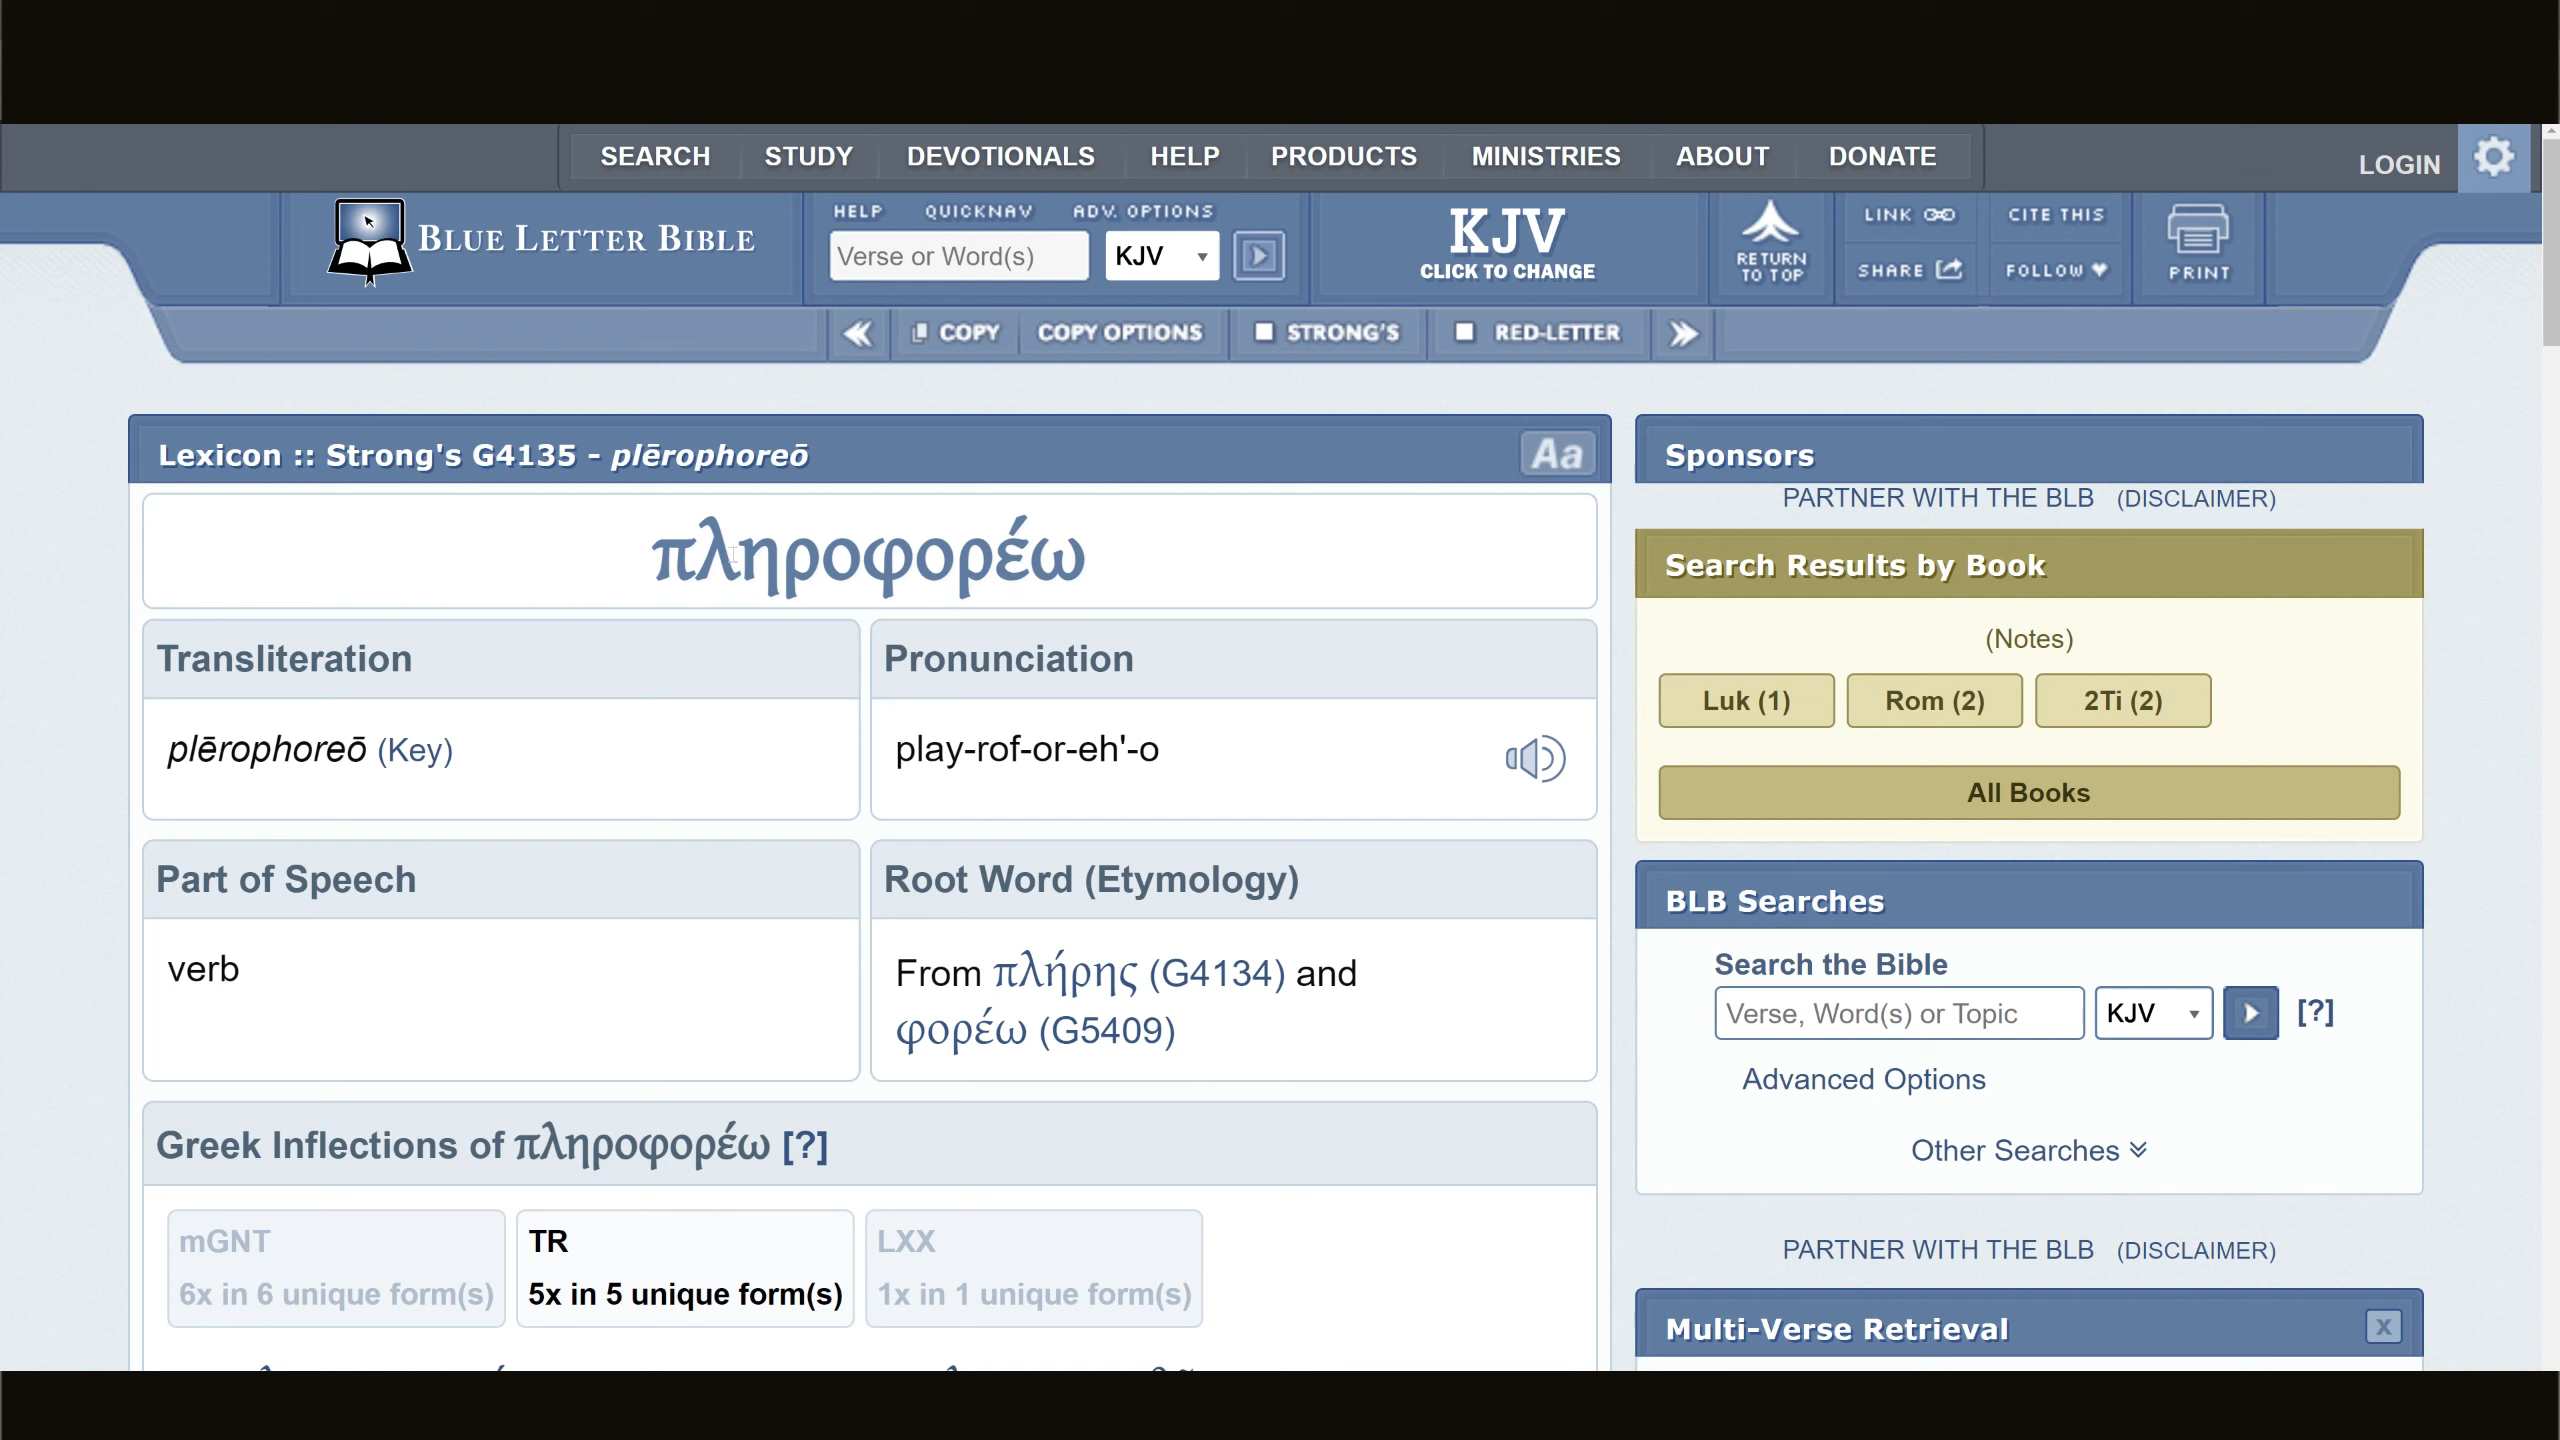 SEARCH STUDY DEVOTIONALS HELP PRODUCTS MINISTRIES ABOUT DONATE LOGIN
BLUE LETTER BIBLE
HELP QUICKNAV ADV. OPTIONS
Verse or Word(s) KJV
KJV
CLICK TO CHANGE
RETURN
TO TOP
LINK CITE THIS
SHARE FOLLOW
PRINT
COPY COPY OPTIONS STRONG'S RED-LETTER
Lexicon :: Strong's G4135 - plērophoreō Aa
πληροφορέω
Transliteration
plērophoreō (Key)
Pronunciation
play-rof-or-eh'-o
Part of Speech
verb
Root Word (Etymology)
From πλήρης (G4134) and
φορέω (G5409)
Greek Inflections of πληροφορέω [?]
mGNT
6x in 6 unique form(s)
TR
5x in 5 unique form(s)
LXX
1x in 1 unique form(s)
Sponsors
PARTNER WITH THE BLB (DISCLAIMER)
Search Results by Book
(Notes)
Luk (1) Rom (2) 2Ti (2)
All Books
BLB Searches
Search the Bible
Verse, Word(s) or Topic KJV [?]
Advanced Options
Other Searches
PARTNER WITH THE BLB (DISCLAIMER)
Multi-Verse Retrieval x